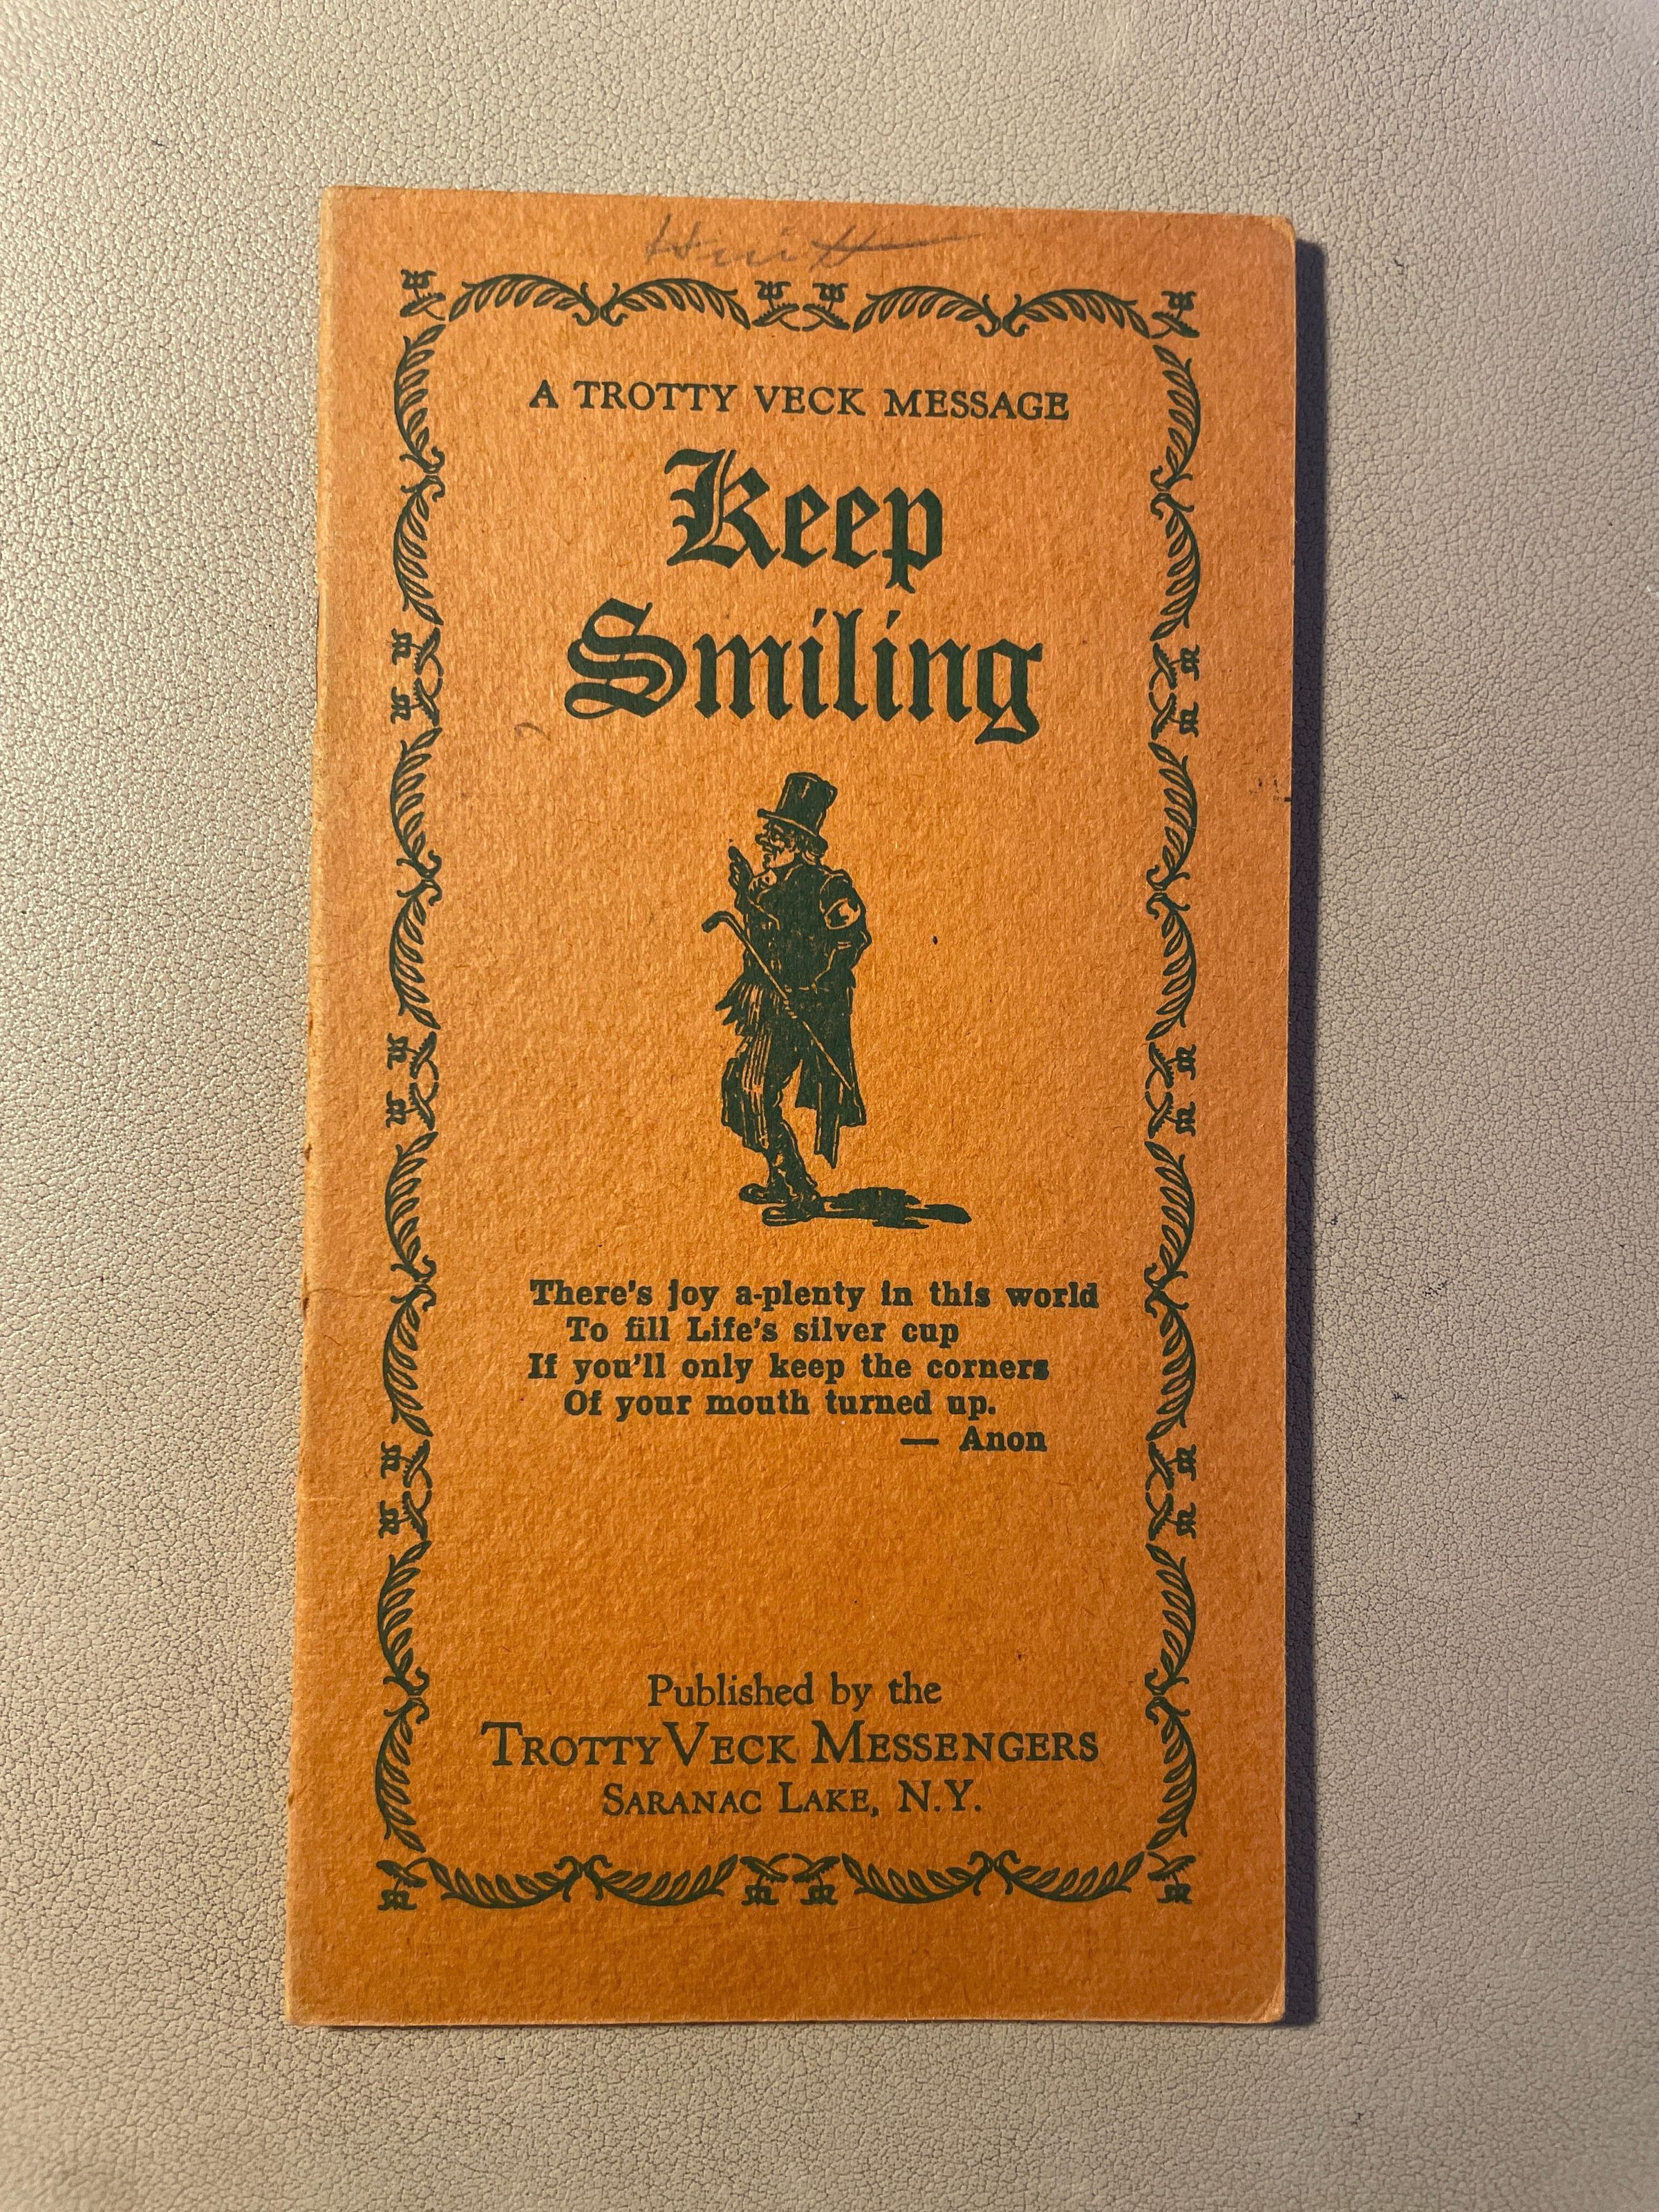 A TROTTY VECK MESSAGE
Keep
Smiling
There's joy a-plenty in this world
To fill Life's silver cup
If you'll only keep the corners
Of your mouth turned up.
— Anon
Published by the
TROTTY VECK MESSENGERS
SARANAC LAKE, N.Y.